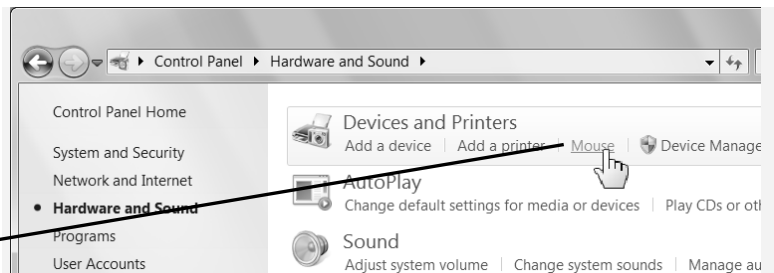 Control Panel Hardware and Sound
Control Panel Home
System and Security
Network and Internet
Hardware and Sound
Programs
User Accounts
Devices and Printers
Add a device Add a printer Mouse Device Manage
AutoPlay
Change default settings for media or devices Play CDs or oth
Sound
Adjust system volume Change system sounds Manage au